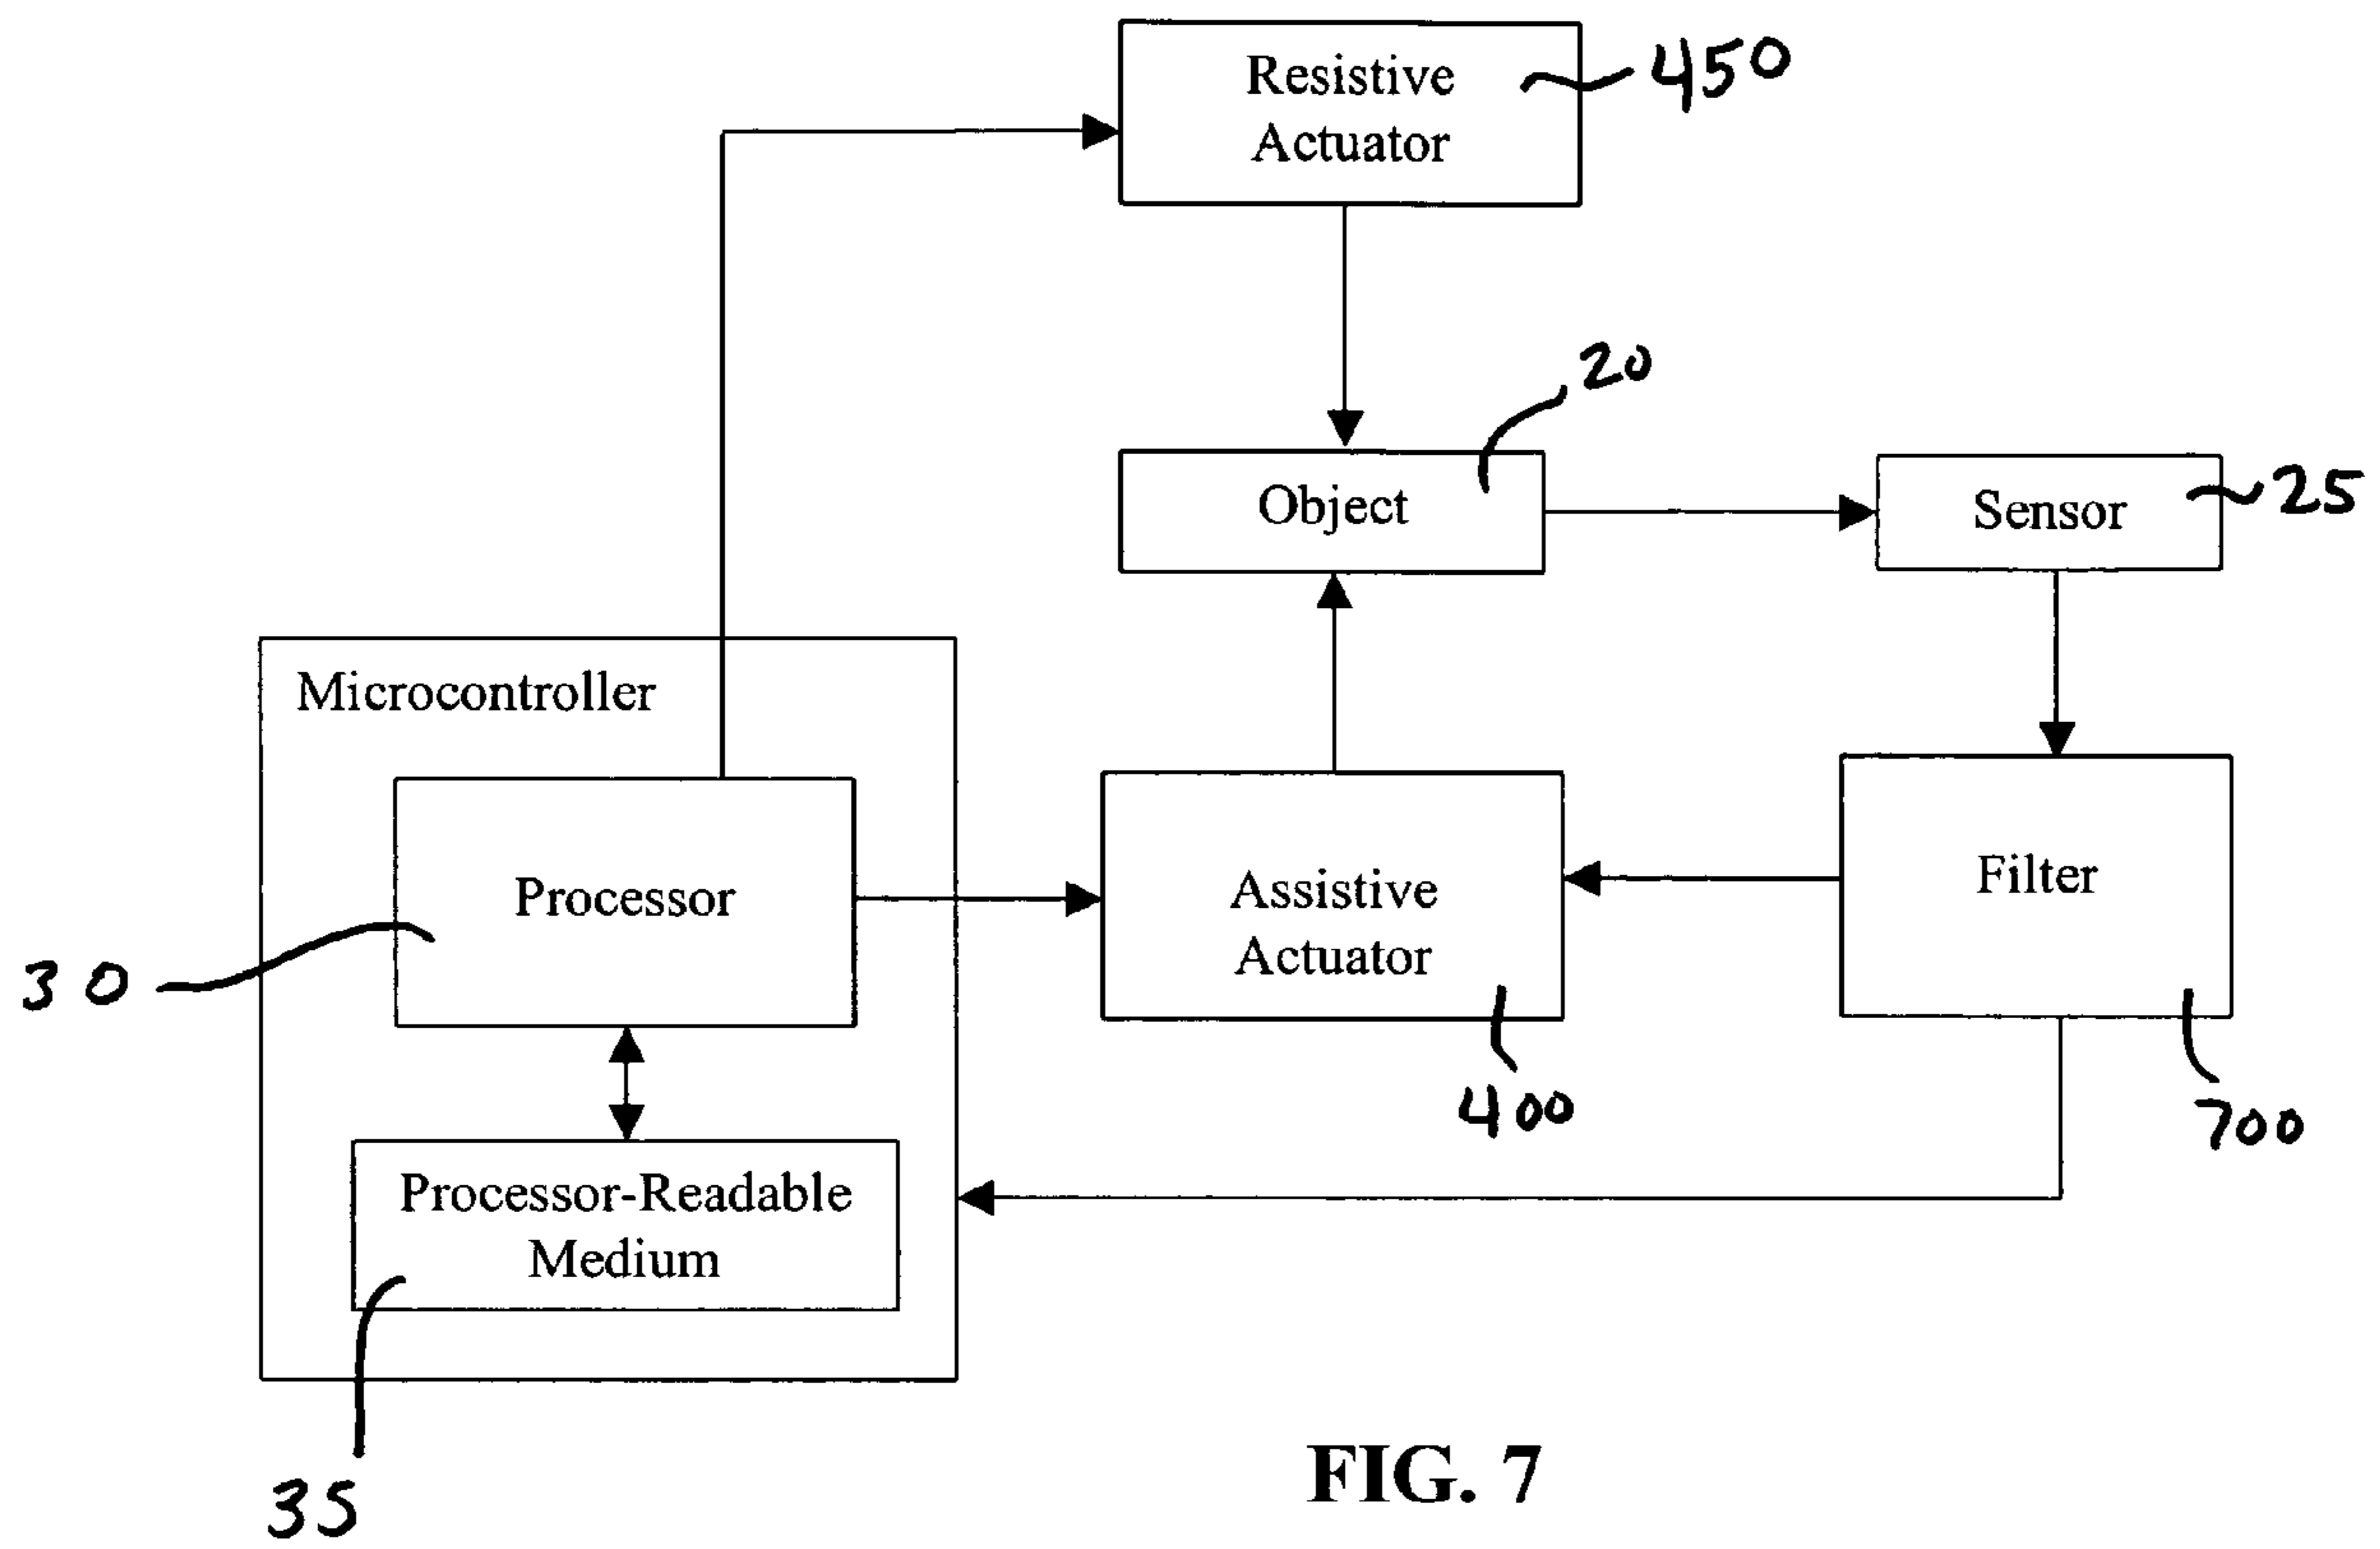 Resistive
Actuator
450
20
Object
Sensor
25
Microcontroller
Processor
30
Assistive
Actuator
400
Filter
700
Processor-Readable
Medium
35
FIG. 7